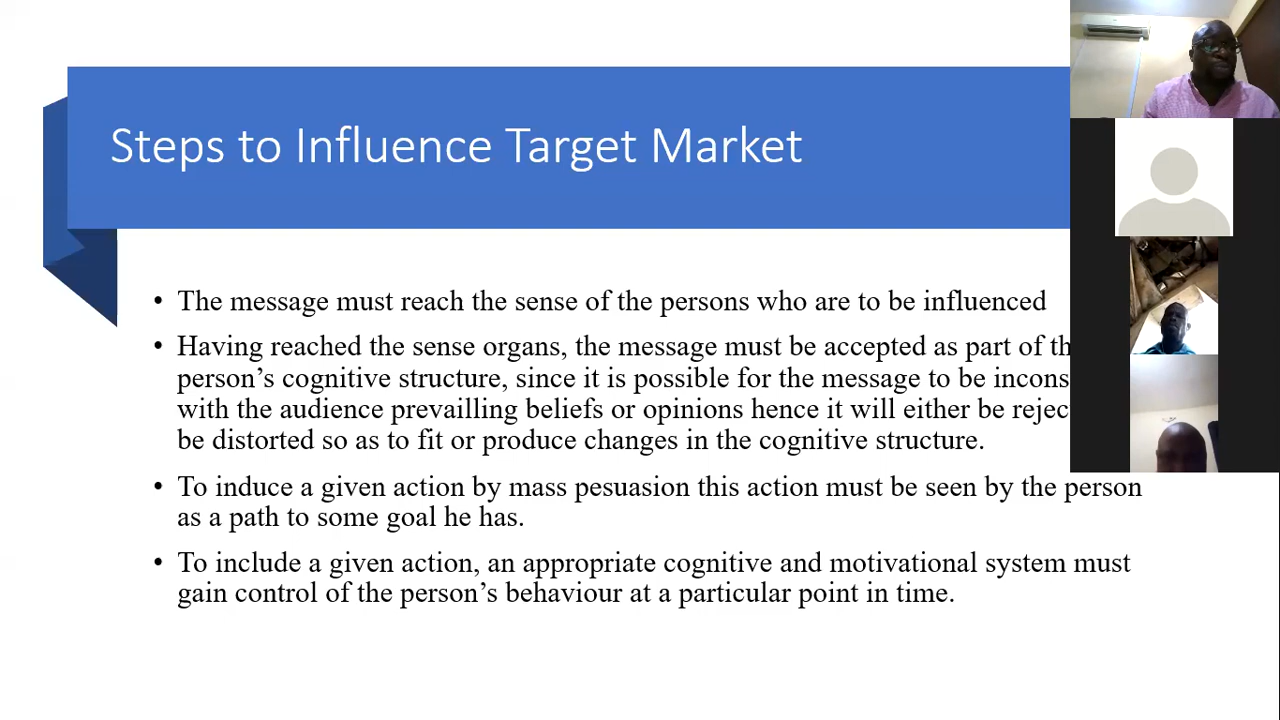 Steps to Influence Target Market
• The message must reach the sense of the persons who are to be influenced
• Having reached the sense organs, the message must be accepted as part of th
person’s cognitive structure, since it is possible for the message to be incons
with the audience prevailling beliefs or opinions hence it will either be rejec
be distorted so as to fit or produce changes in the cognitive structure.
• To induce a given action by mass pesuasion this action must be seen by the person
as a path to some goal he has.
• To include a given action, an appropriate cognitive and motivational system must
gain control of the person’s behaviour at a particular point in time.